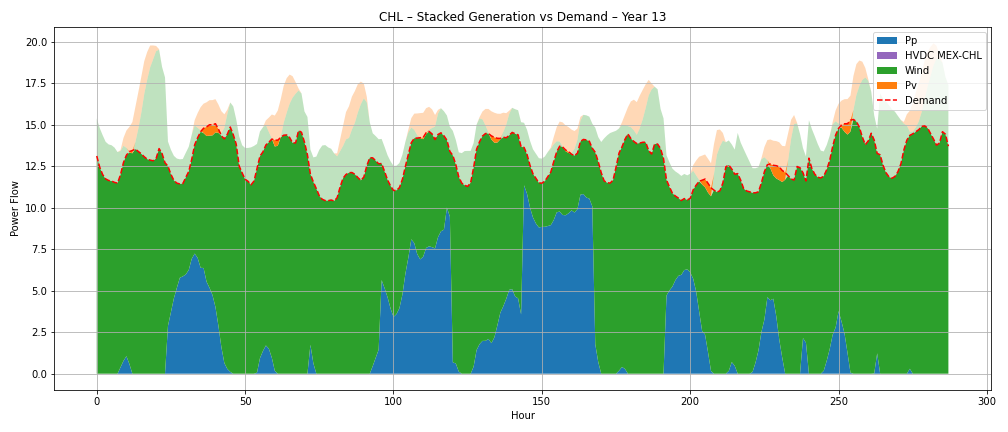 CHL – Stacked Generation vs Demand – Year 13
20.0
17.5
15.0
12.5
10.0
7.5
5.0
2.5
0.0
Power Flow
Pp
HVDC MEX-CHL
Wind
Pv
Demand
0 50 100 150 200 250 300
Hour